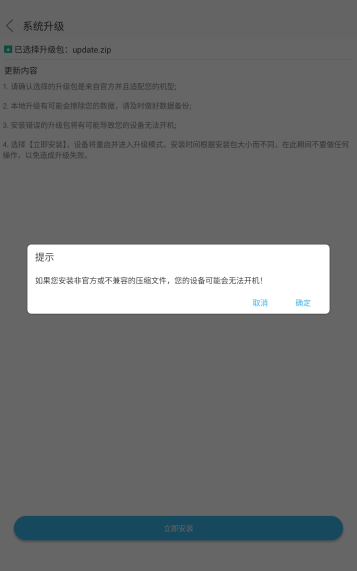 系统升级
已选择升级包：update.zip
更新内容
1. 请确认选择的升级包是来自官方并且适配您的机型;
2. 本地升级有可能会擦除您的数据，请及时做好数据备份;
3. 安装错误的升级包将有可能导致您的设备无法开机;
4. 选择【立即安装】，设备将重启并进入升级模式，安装时间根据安装包大小而不同，在此期间不要做任何
操作，以免造成升级失败。
提示
如果您安装非官方或不兼容的压缩文件，您的设备可能会无法开机！
取消 确定
立即安装